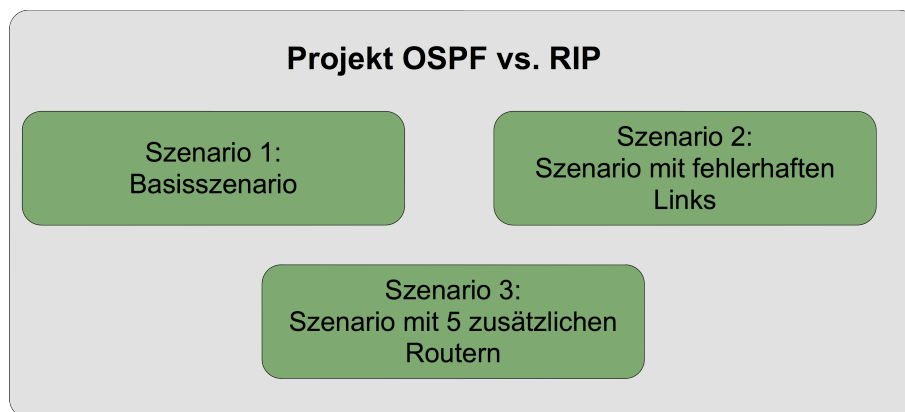 Projekt OSPF vs. RIP
Szenario 1:
Basisszenario
Szenario 2:
Szenario mit fehlerhaften
Links
Szenario 3:
Szenario mit 5 zusätzlichen
Routern